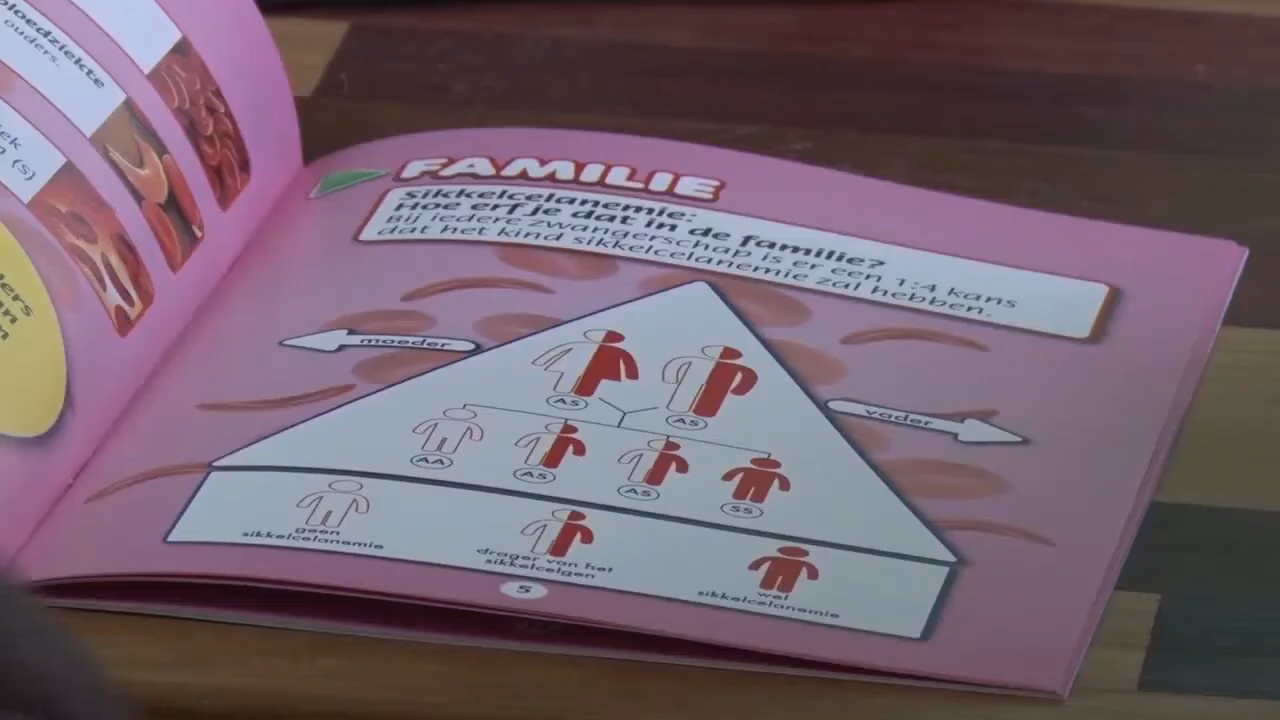 bloedziekte
ouders.
(S)
FAMILIE
Sikkelcelanemie:
Hoe erf je dat in de familie?
Bij iedere zwangerschap is er een 1:4 kans
dat het kind sikkelcelanemie zal hebben.
moeder
vader
AS
AS
AA
AS
AS
SS
geen
sikkelcelanemie
drager van het
sikkelcelgen
wel
sikkelcelanemie
5